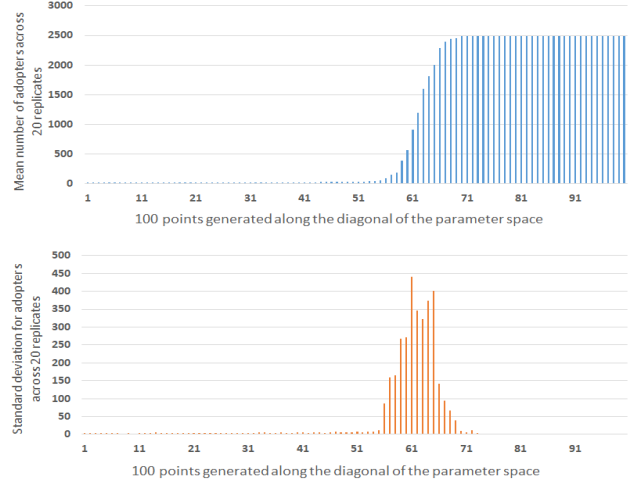 Mean number of adopters across
20 replicates
3000
2500
2000
1500
1000
500
0
1 11 21 31 41 51 61 71 81 91
100 points generated along the diagonal of the parameter space
Standard deviation for adopters
across 20 replicates
500
450
400
350
300
250
200
150
100
50
0
1 11 21 31 41 51 61 71 81 91
100 points generated along the diagonal of the parameter space